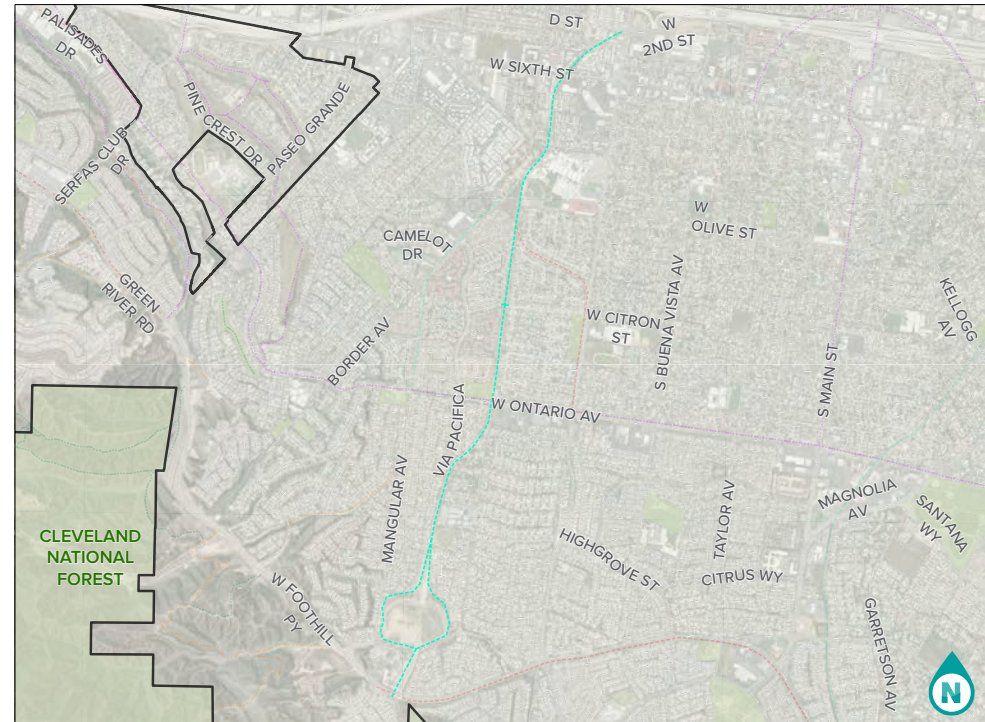 D ST
W
2ND ST
PALISADES
DR
W SIXTH ST
PINE CREST DR
PASEO GRANDE
SERFAS CLUB
DR
W
OLIVE ST
CAMELOT
DR
GREEN
RIVER RD
KELLOGG
AV
W CITRON
ST
S BUENA VISTA AV
BORDER AV
S MAIN ST
W ONTARIO AV
VIA PACIFICA
MANGULAR AV
TAYLOR AV
MAGNOLIA
AV
SANTANA
WY
CLEVELAND
NATIONAL
FOREST
HIGHGROVE ST
CITRUS WY
W FOOTHILL
PY
GARRETSON AV
N